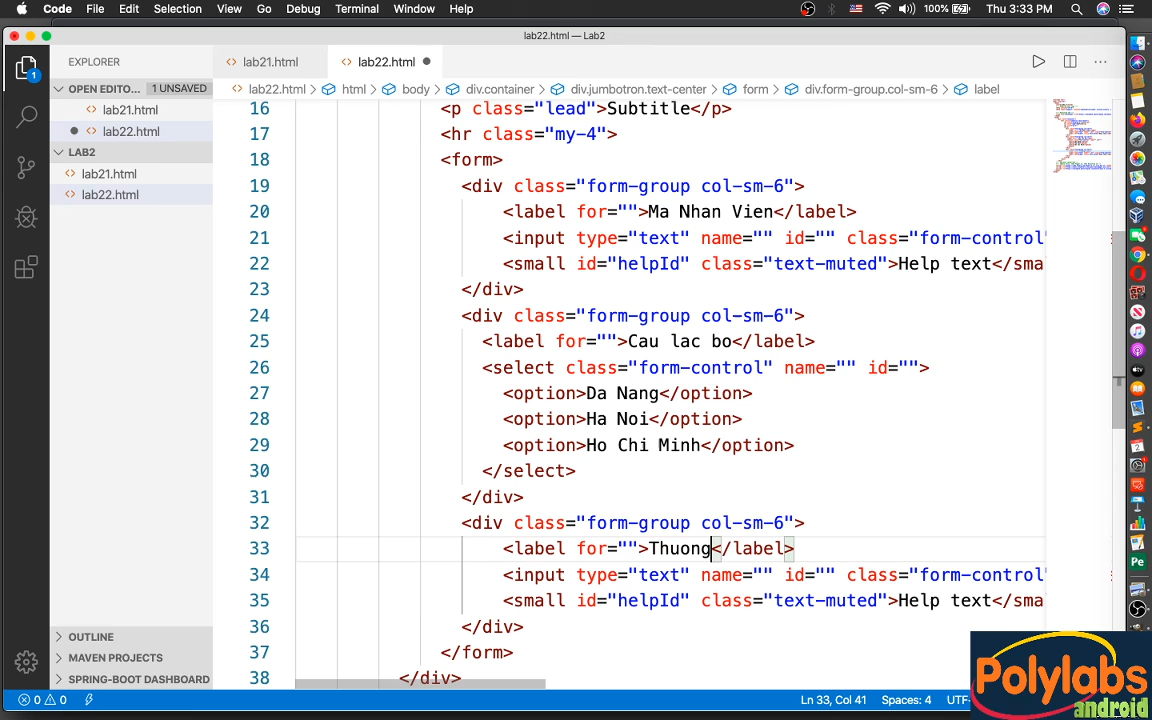 Code File Edit Selection View Go Debug Terminal Window Help 100% Thu 3:33 PM
lab22.html — Lab2
EXPLORER
lab21.html
lab22.html
OPEN EDITO... 1 UNSAVED
lab22.html > html > body > div.container > div.jumbotron.text-center > form > div.form-group.col-sm-6 > label
1
lab21.html
lab22.html
LAB2
lab21.html
lab22.html
16 <p class="lead">Subtitle</p>
17 <hr class="my-4">
18 <form>
19 <div class="form-group col-sm-6">
20 <label for="">Ma Nhan Vien</label>
21 <input type="text" name="" id="" class="form-control"
22 <small id="helpId" class="text-muted">Help text</sma
23 </div>
24 <div class="form-group col-sm-6">
25 <label for="">Cau lac bo</label>
26 <select class="form-control" name="" id="">
27 <option>Da Nang</option>
28 <option>Ha Noi</option>
29 <option>Ho Chi Minh</option>
30 </select>
31 </div>
32 <div class="form-group col-sm-6">
33 <label for="">Thuong</label>
34 <input type="text" name="" id="" class="form-control"
35 <small id="helpId" class="text-muted">Help text</sma
36 </div>
37 </form>
38 </div>
OUTLINE
MAVEN PROJECTS
SPRING-BOOT DASHBOARD
0 0
Ln 33, Col 41 Spaces: 4 UTF-
Polylabs
android